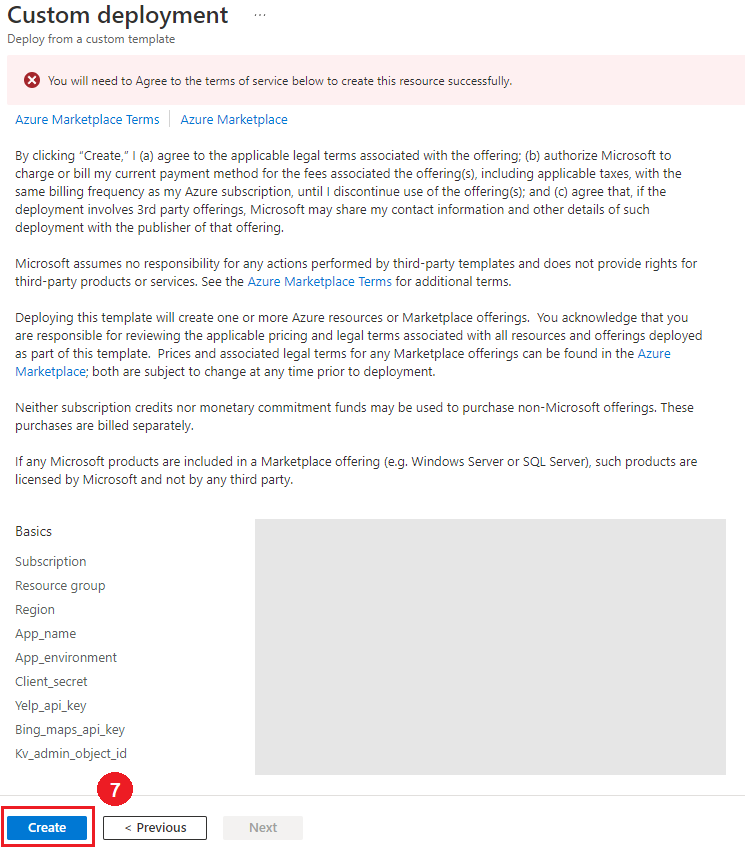 Custom deployment ...
Deploy from a custom template
You will need to Agree to the terms of service below to create this resource successfully.
Azure Marketplace Terms Azure Marketplace
By clicking “Create,” I (a) agree to the applicable legal terms associated with the offering; (b) authorize Microsoft to
charge or bill my current payment method for the fees associated the offering(s), including applicable taxes, with the
same billing frequency as my Azure subscription, until I discontinue use of the offering(s); and (c) agree that, if the
deployment involves 3rd party offerings, Microsoft may share my contact information and other details of such
deployment with the publisher of that offering.
Microsoft assumes no responsibility for any actions performed by third-party templates and does not provide rights for
third-party products or services. See the Azure Marketplace Terms for additional terms.
Deploying this template will create one or more Azure resources or Marketplace offerings.  You acknowledge that you
are responsible for reviewing the applicable pricing and legal terms associated with all resources and offerings deployed
as part of this template.  Prices and associated legal terms for any Marketplace offerings can be found in the Azure
Marketplace; both are subject to change at any time prior to deployment.
Neither subscription credits nor monetary commitment funds may be used to purchase non-Microsoft offerings. These
purchases are billed separately.
If any Microsoft products are included in a Marketplace offering (e.g. Windows Server or SQL Server), such products are
licensed by Microsoft and not by any third party.
Basics
Subscription
Resource group
Region
App_name
App_environment
Client_secret
Yelp_api_key
Bing_maps_api_key
Kv_admin_object_id
7
Create < Previous Next